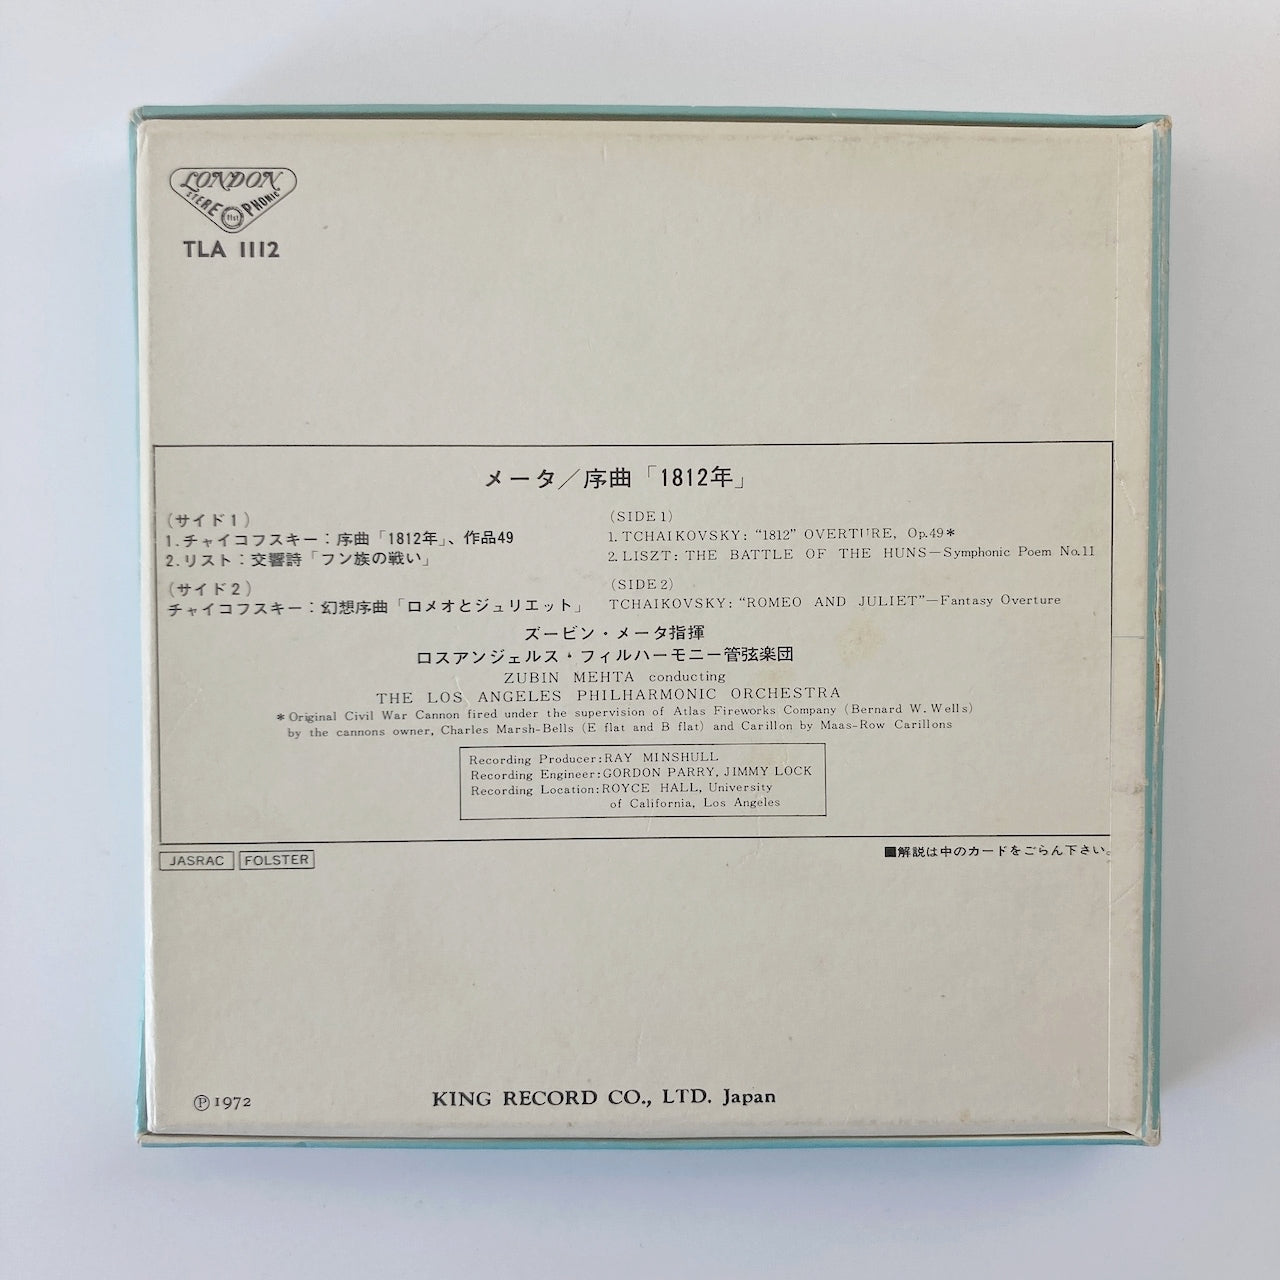 LONDON
STEREOPHONIC
TLA 1112
メータ/序曲「1812年」
(サイド1)
1.チャイコフスキー:序曲「1812年」、作品49
2.リスト:交響詩「フン族の戦い」
(サイド2)
チャイコフスキー:幻想序曲「ロメオとジュリエット」
(SIDE 1)
1. TCHAIKOVSKY: "1812" OVERTURE, Op.49*
2. LISZT: THE BATTLE OF THE HUNS—Symphonic Poem No.11
(SIDE 2)
TCHAIKOVSKY: "ROMEO AND JULIET"—Fantasy Overture
ズービン・メータ指揮
ロスアンジェルス・フィルハーモニー管弦楽団
ZUBIN MEHTA conducting
THE LOS ANGELES PHILHARMONIC ORCHESTRA
* Original Civil War Cannon fired under the supervision of Atlas Fireworks Company (Bernard W. Wells)
by the cannons owner, Charles Marsh-Bells (E flat and B flat) and Carillon by Maas-Row Carillons
Recording Producer: RAY MINSHULL
Recording Engineer: GORDON PARRY, JIMMY LOCK
Recording Location: ROYCE HALL, University
of California, Los Angeles
JASRAC FOLSTER
■解説は中のカードをごらん下さい。
Ⓟ1972
KING RECORD CO., LTD. Japan